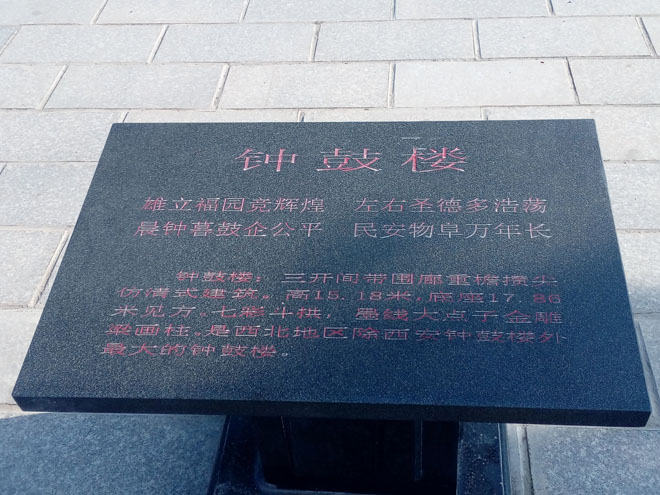 钟鼓楼
雄立福园竞辉煌 左右圣德多浩荡
晨钟暮鼓企公平 民安物阜万年长
钟鼓楼：三开间带围廊重檐攒尖
仿清式建筑。高15.18米，底座17.86
米见方，七彩斗栱，墨线大点于金雕
梁画柱，是西北地区除西安钟鼓楼外
最大的钟鼓楼。